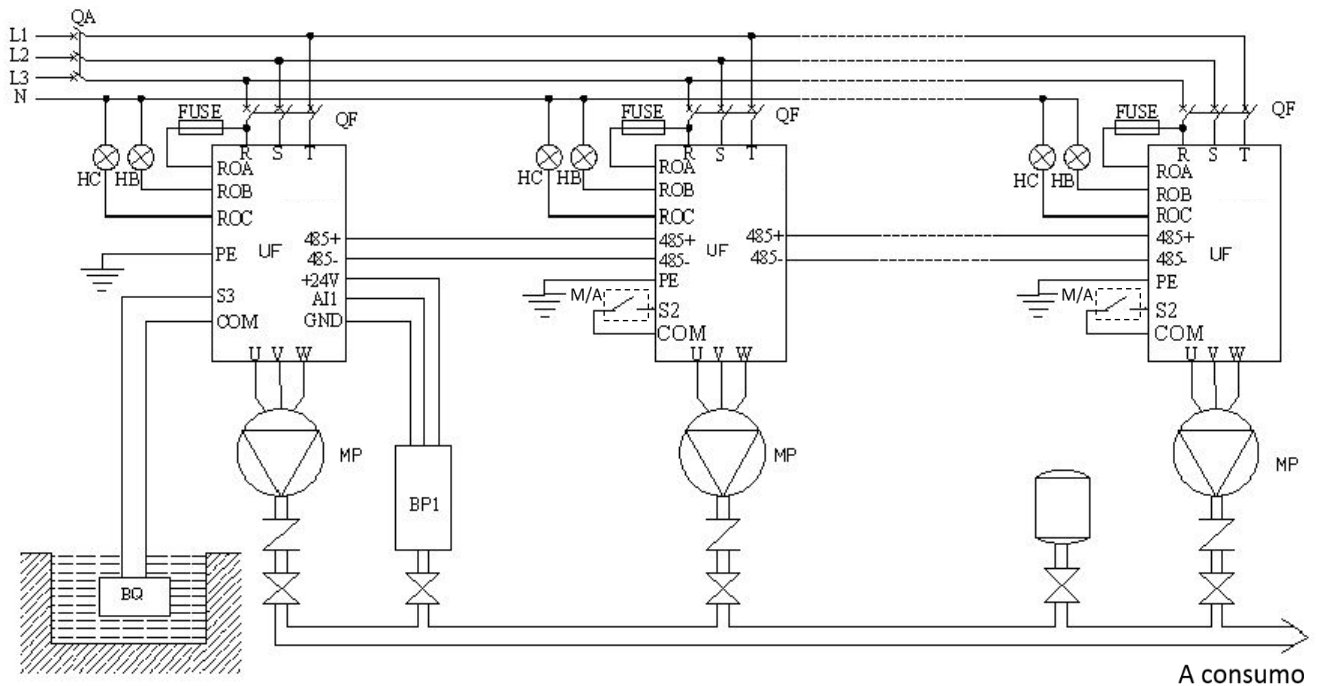 QA
L1
L2
L3
N
FUSE
QF
FUSE
QF
FUSE
QF
HC
HB
R S T
ROA
ROB
ROC
PE
UF
485+
485-
+24V
AI1
GND
S3
COM
U V W
HC
HB
R S T
ROA
ROB
ROC
485+
485-
UF
485+
485-
PE
M/A
S2
COM
U V W
HC
HB
R S T
ROA
ROB
ROC
485+
485-
UF
PE
M/A
S2
COM
U V W
MP
MP
MP
BP1
BQ
A consumo